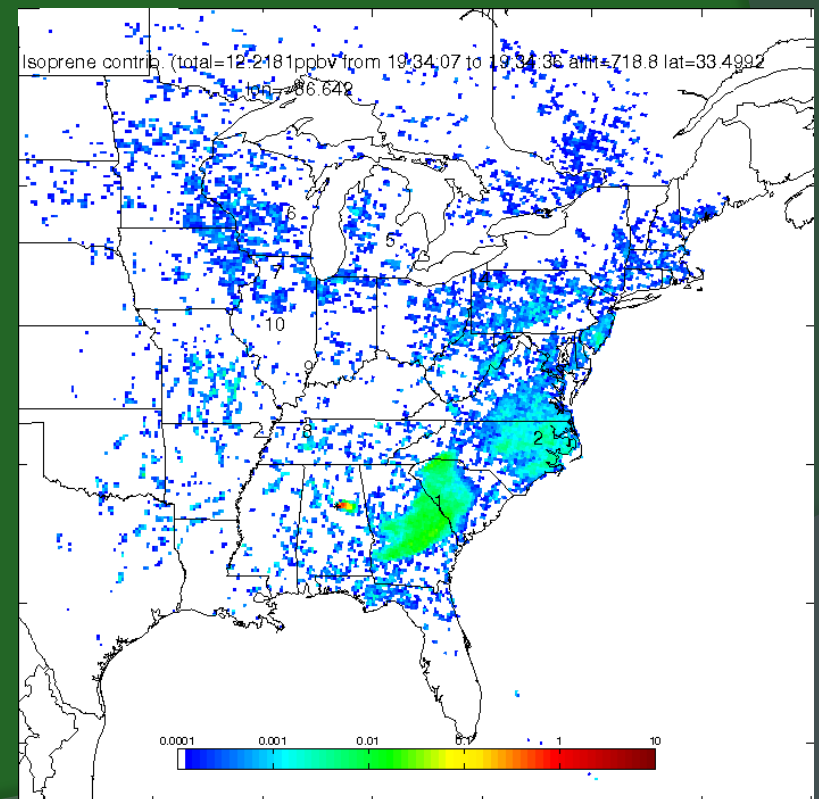 Isoprene contrib. (total=12.2181ppbv from 19:34:07 to 19:34:36 altit=718.8 lat=33.4992
lon=-86.642
6
5
7
4
10
9
2
3
0.0001 0.001 0.01 0.1 1 10